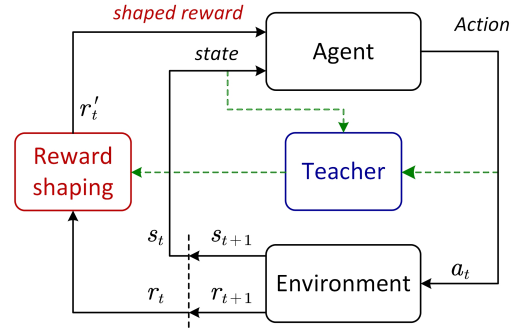 shaped reward
Action
state
Agent
r′ₜ
Reward
shaping
Teacher
sₜ
sₜ₊₁
Environment
aₜ
rₜ
rₜ₊₁